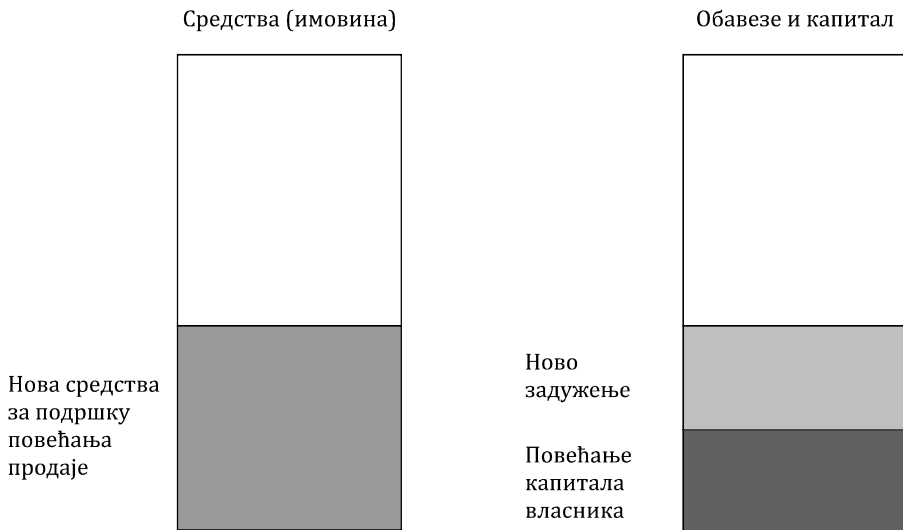 Средства (имовина)
Обавезе и капитал
Нова средства
за подршку
повећања
продаје
Ново
задужење
Повећање
капитала
власника